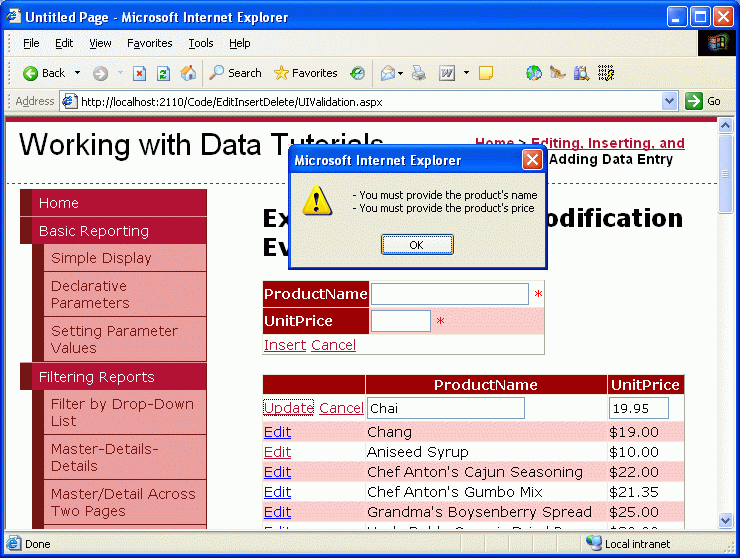 Untitled Page - Microsoft Internet Explorer
File Edit View Favorites Tools Help
Back Search Favorites
Address http://localhost:2110/Code/EditInsertDelete/UIValidation.aspx Go
Working with Data Tutorials
Home > Editing, Inserting, and
Adding Data Entry
Microsoft Internet Explorer
- You must provide the product's name
- You must provide the product's price
OK
Home
Basic Reporting
Simple Display
Declarative
Parameters
Setting Parameter
Values
Filtering Reports
Filter by Drop-Down
List
Master-Details-
Details
Master/Detail Across
Two Pages
Ex odification
Ev
ProductName *
UnitPrice *
Insert Cancel
ProductName UnitPrice
Update Cancel Chai 19.95
Edit Chang $19.00
Edit Aniseed Syrup $10.00
Edit Chef Anton's Cajun Seasoning $22.00
Edit Chef Anton's Gumbo Mix $21.35
Edit Grandma's Boysenberry Spread $25.00
Done Local intranet